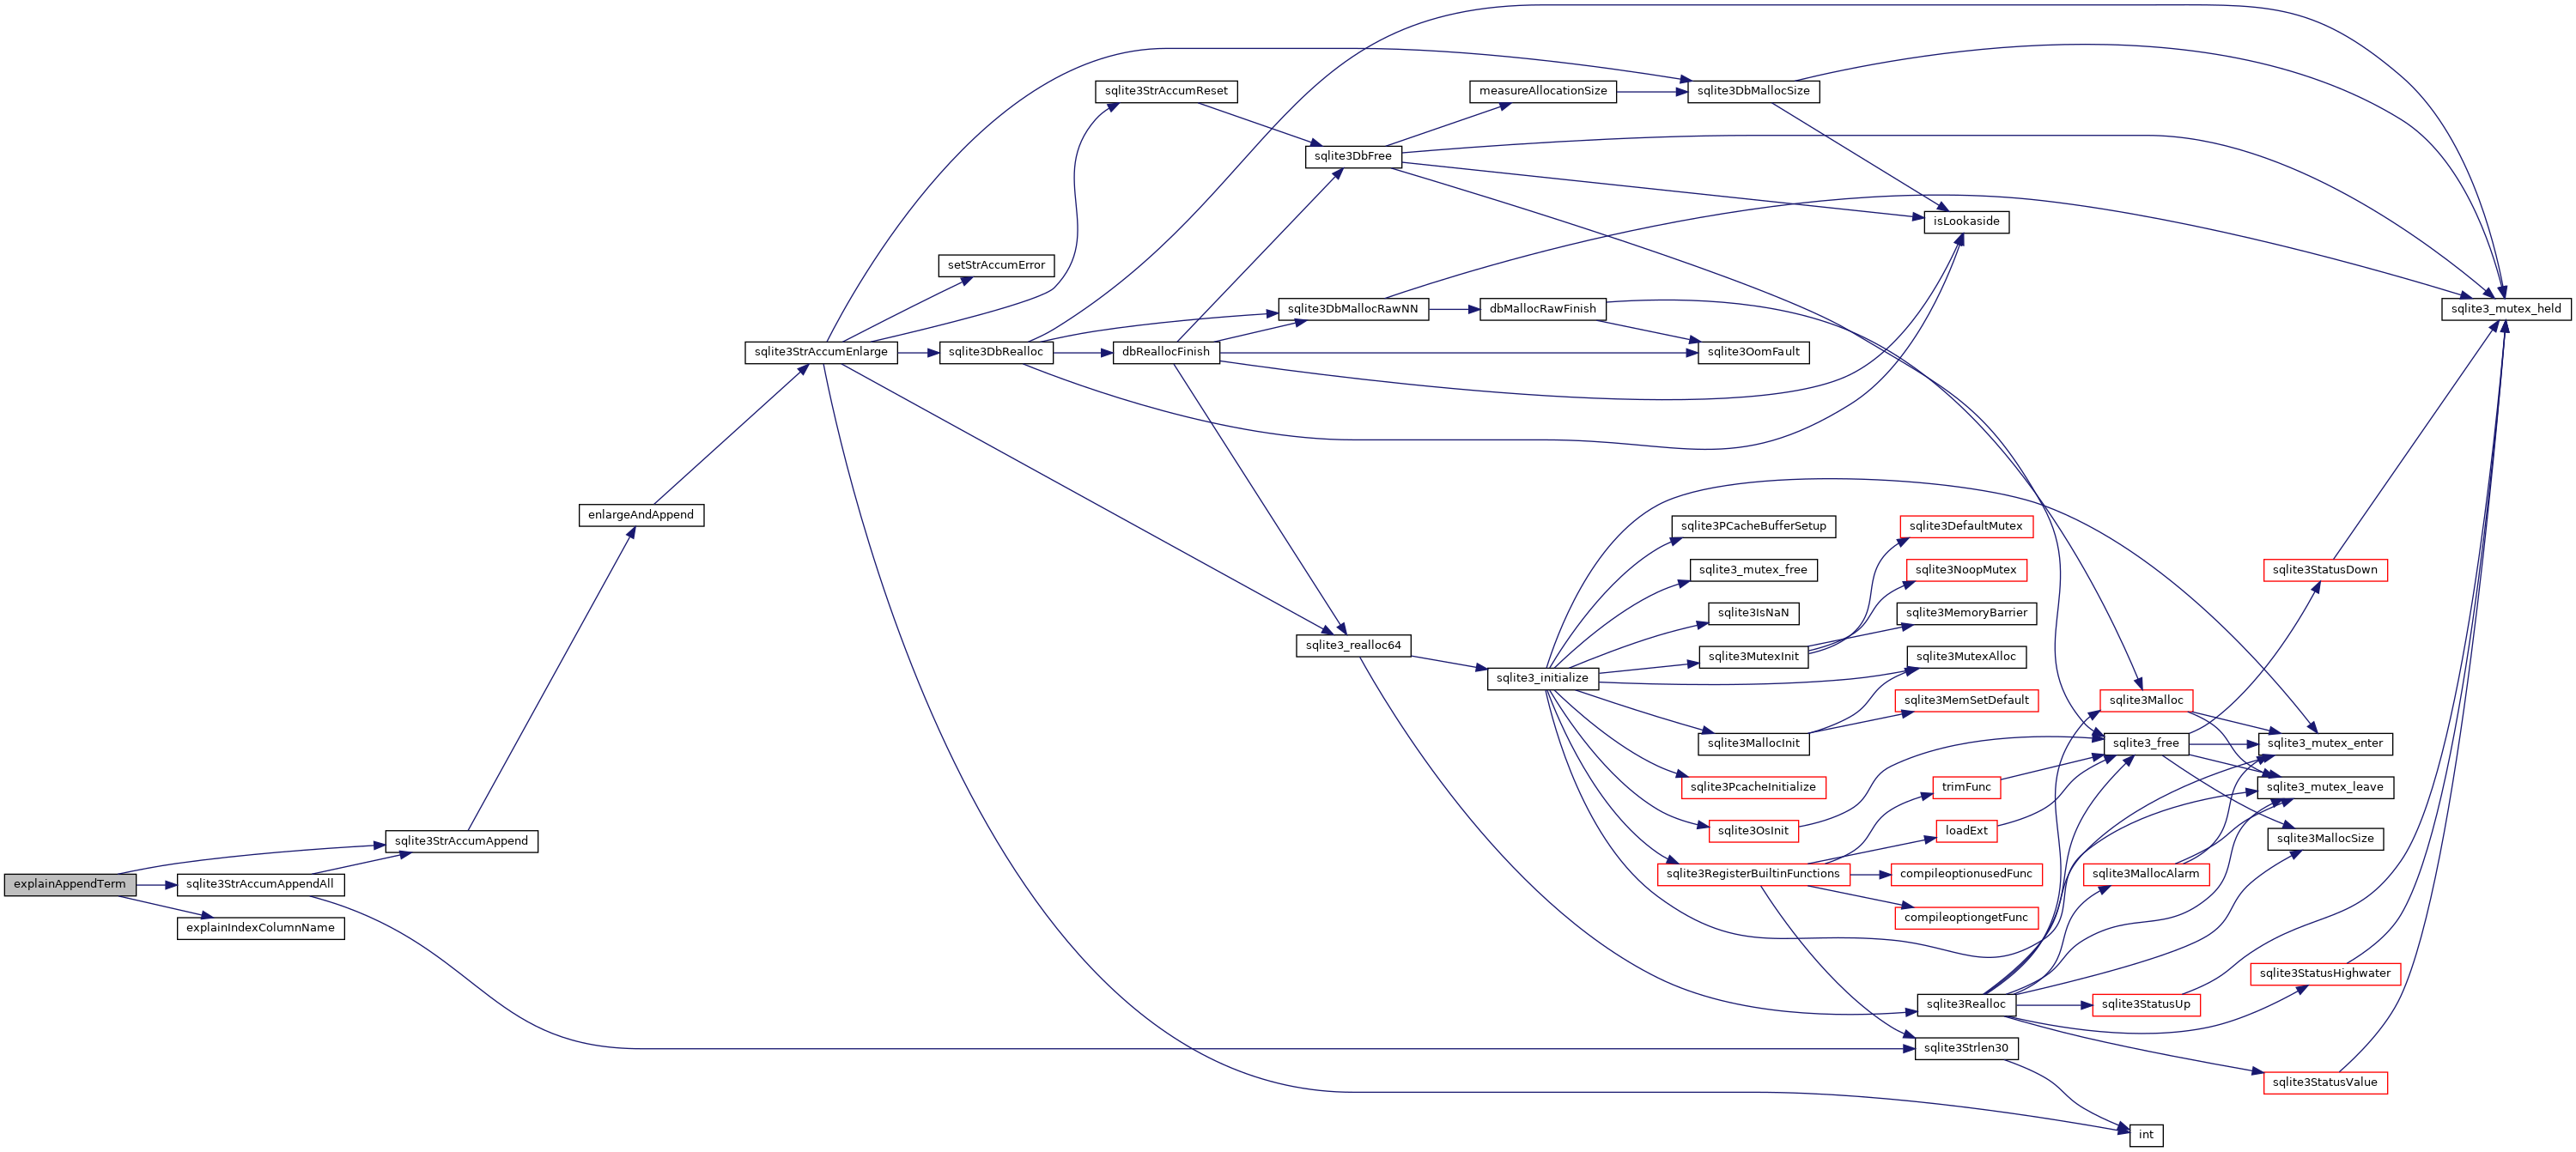 explainAppendTerm
sqlite3StrAccumAppend
sqlite3StrAccumAppendAll
explainIndexColumnName
enlargeAndAppend
sqlite3StrAccumEnlarge
sqlite3StrAccumReset
setStrAccumError
sqlite3DbRealloc
dbReallocFinish
sqlite3DbFree
sqlite3DbMallocRawNN
sqlite3_realloc64
measureAllocationSize
dbMallocRawFinish
sqlite3_initialize
sqlite3DbMallocSize
sqlite3OomFault
sqlite3PCacheBufferSetup
sqlite3_mutex_free
sqlite3IsNaN
sqlite3MutexInit
sqlite3MallocInit
sqlite3PcacheInitialize
sqlite3OsInit
sqlite3RegisterBuiltinFunctions
isLookaside
sqlite3DefaultMutex
sqlite3NoopMutex
sqlite3MemoryBarrier
sqlite3MutexAlloc
sqlite3MemSetDefault
trimFunc
loadExt
compileoptionusedFunc
compileoptiongetFunc
sqlite3Realloc
sqlite3Strlen30
sqlite3Malloc
sqlite3_free
sqlite3MallocAlarm
sqlite3StatusUp
int
sqlite3StatusDown
sqlite3_mutex_enter
sqlite3_mutex_leave
sqlite3MallocSize
sqlite3StatusHighwater
sqlite3StatusValue
sqlite3_mutex_held